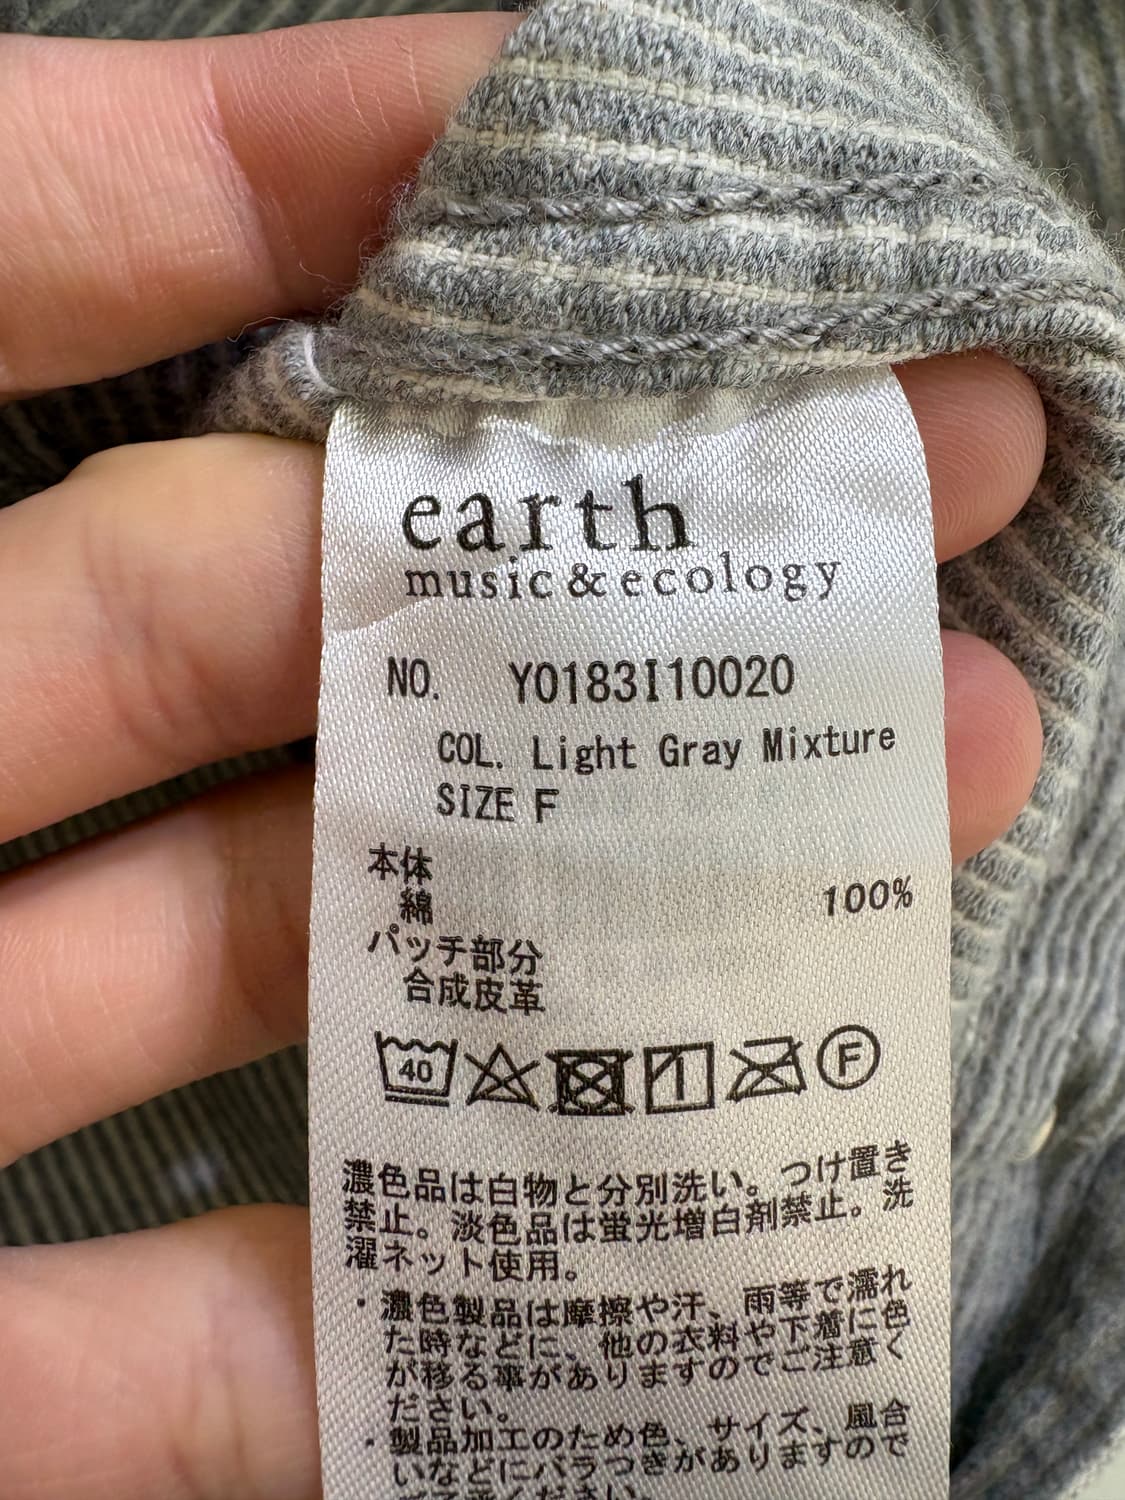 earth
music & ecology
NO. Y0183I10020
COL. Light Gray Mixture
SIZE F
本体
綿 100%
パッチ部分
合成皮革
40 F
濃色品は白物と分別洗い。つけ置き
禁止。淡色品は蛍光増白剤禁止。洗
濯ネット使用。
・濃色製品は摩擦や汗、雨等で濡れ
た時などに、他の衣料や下着に色
が移る事がありますのでご注意く
ださい。
・製品加工のため色、サイズ、風合
いなどにバラつきがありますので
ください。